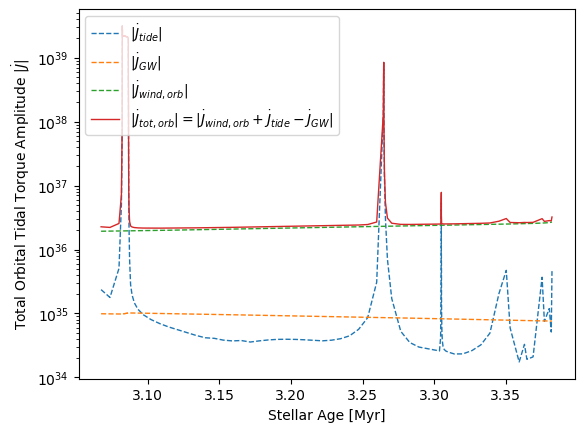 |J̇_tide|
|J̇_GW|
|J̇_wind, orb|
|J̇_tot, orb| = |J̇_wind, orb + J̇_tide − J̇_GW|
Total Orbital Tidal Torque Amplitude |J̇|
10^39
10^38
10^37
10^36
10^35
10^34
3.10 3.15 3.20 3.25 3.30 3.35
Stellar Age [Myr]